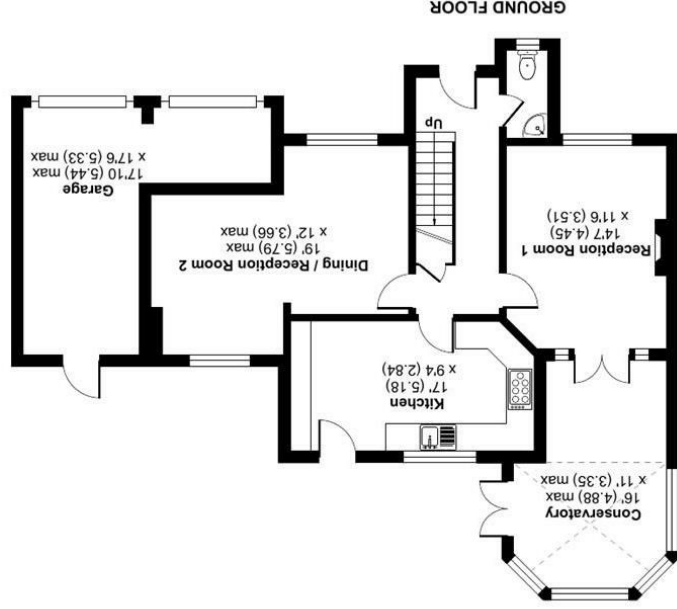 GROUND FLOOR
Garage
17'10 (5.44) max
x 17'6 (5.33) max
Up
Dining / Reception Room 2
19' (5.79) max
x 12' (3.66) max
Reception Room 1
14'7 (4.45)
x 11'6 (3.51)
Kitchen
17' (5.18)
x 9'4 (2.84)
Conservatory
16' (4.88) max
x 11' (3.35) max